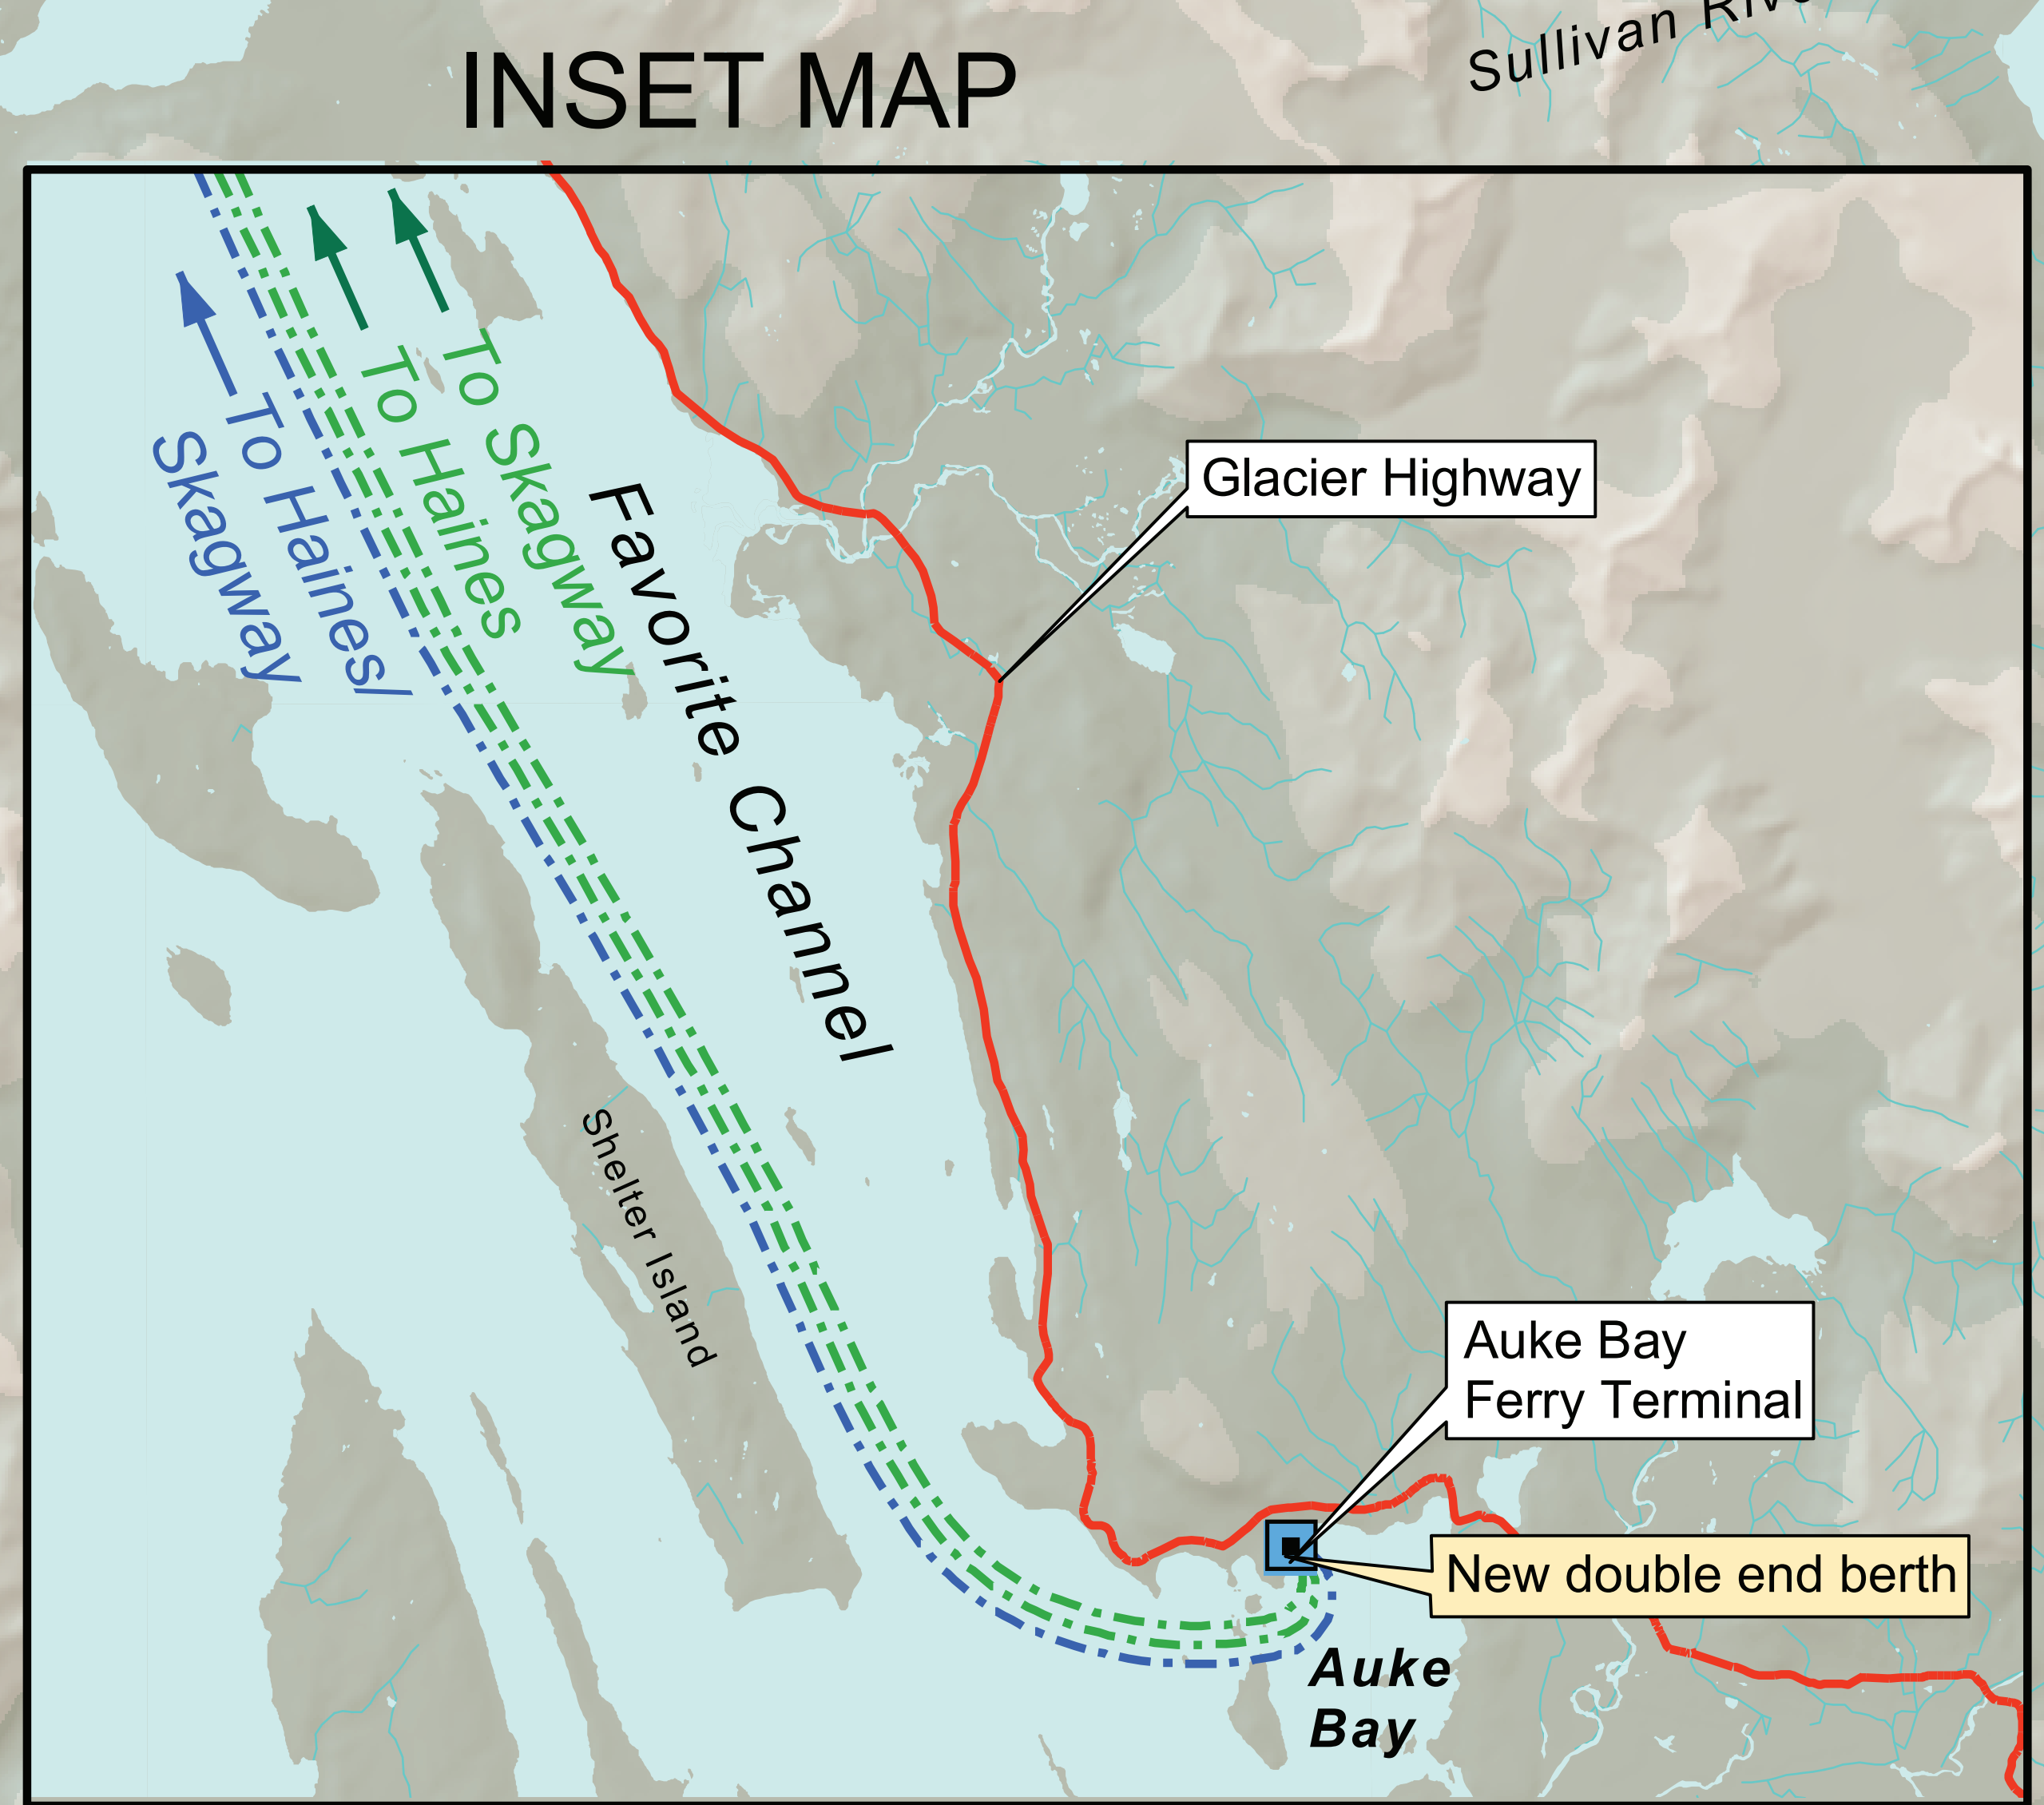 INSET MAP
Sullivan River
To Skagway
To Haines
To Haines/
Skagway
Favorite Channel
Glacier Highway
Shelter Island
Auke Bay
Ferry Terminal
New double end berth
Auke
Bay